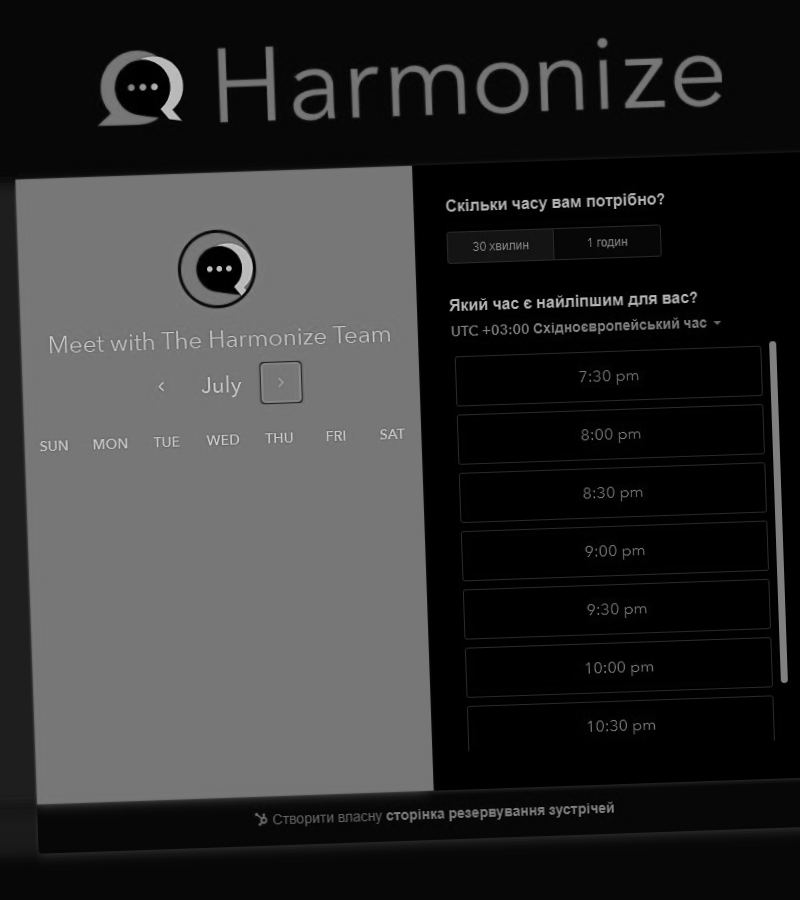 Harmonize
Meet with The Harmonize Team
July
SUN MON TUE WED THU FRI SAT
Скільки часу вам потрібно?
30 хвилин 1 годин
Який час є найліпшим для вас?
UTC +03:00 Східноєвропейський час
7:30 pm
8:00 pm
8:30 pm
9:00 pm
9:30 pm
10:00 pm
10:30 pm
Створити власну сторінка резервування зустрічей